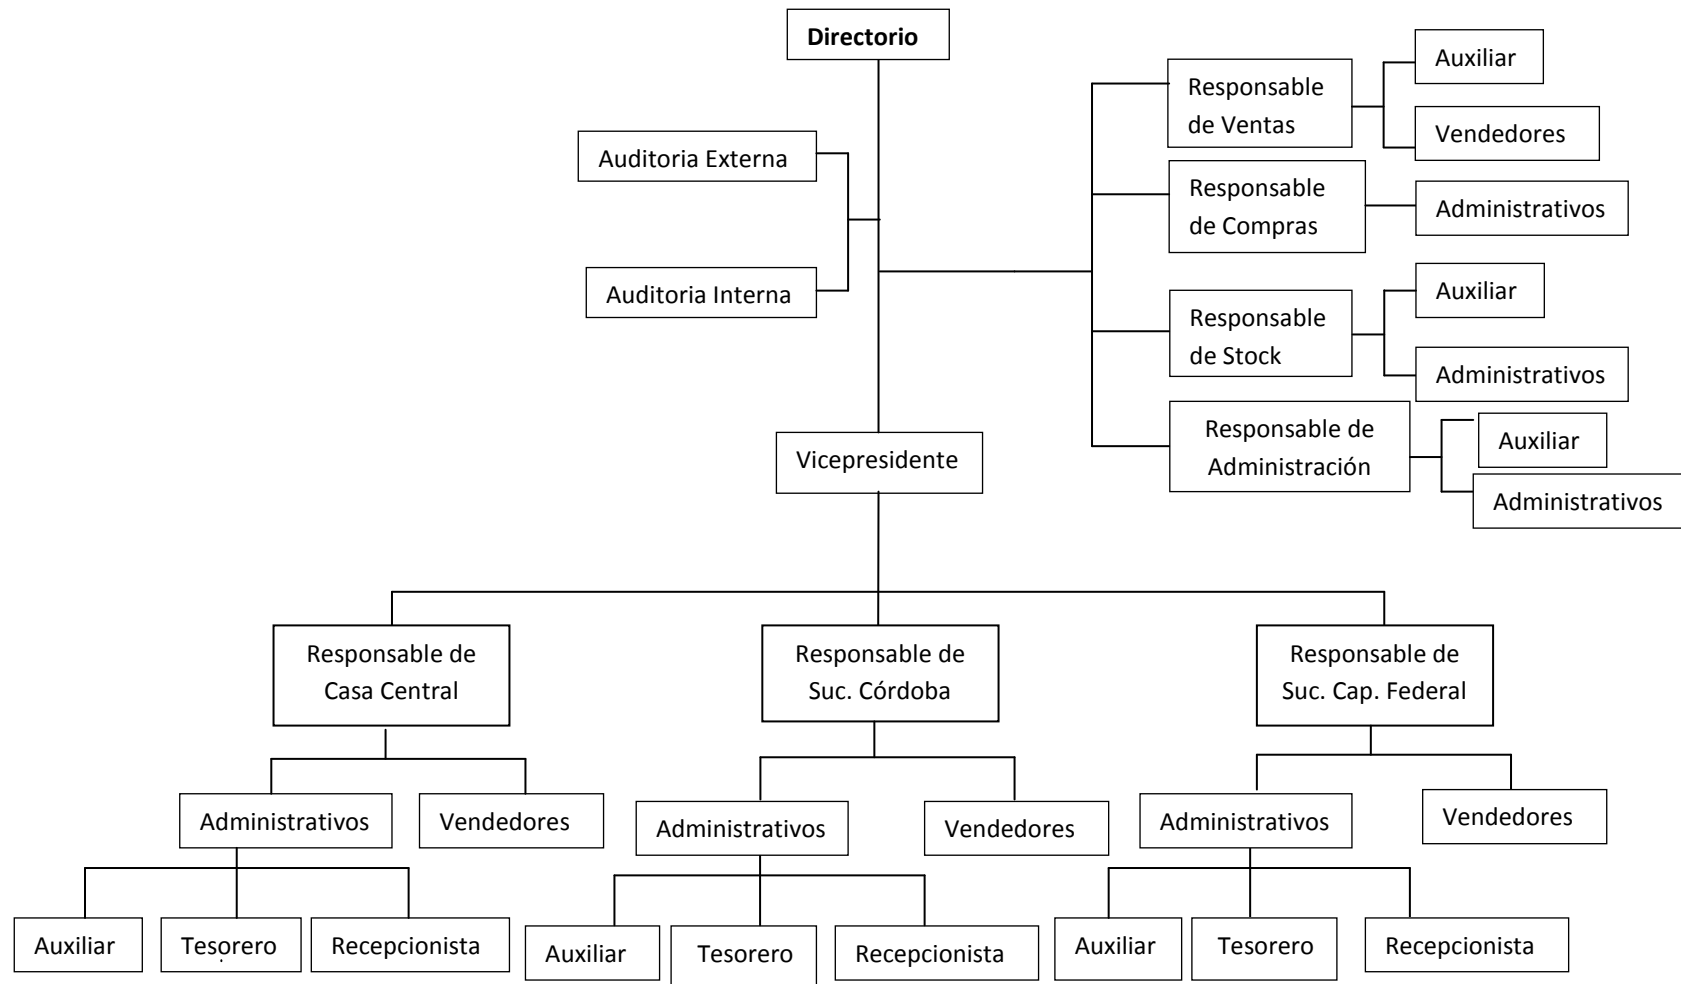 Directorio
Auxiliar
Responsable
de Ventas
Vendedores
Auditoria Externa
Responsable
de Compras
Administrativos
Auditoria Interna
Auxiliar
Responsable
de Stock
Administrativos
Vicepresidente
Responsable de
Administración
Auxiliar
Administrativos
Responsable de
Casa Central
Responsable de
Suc. Córdoba
Responsable de
Suc. Cap. Federal
Administrativos
Vendedores
Administrativos
Vendedores
Administrativos
Vendedores
Auxiliar
Tesorero
Recepcionista
Auxiliar
Tesorero
Recepcionista
Auxiliar
Tesorero
Recepcionista